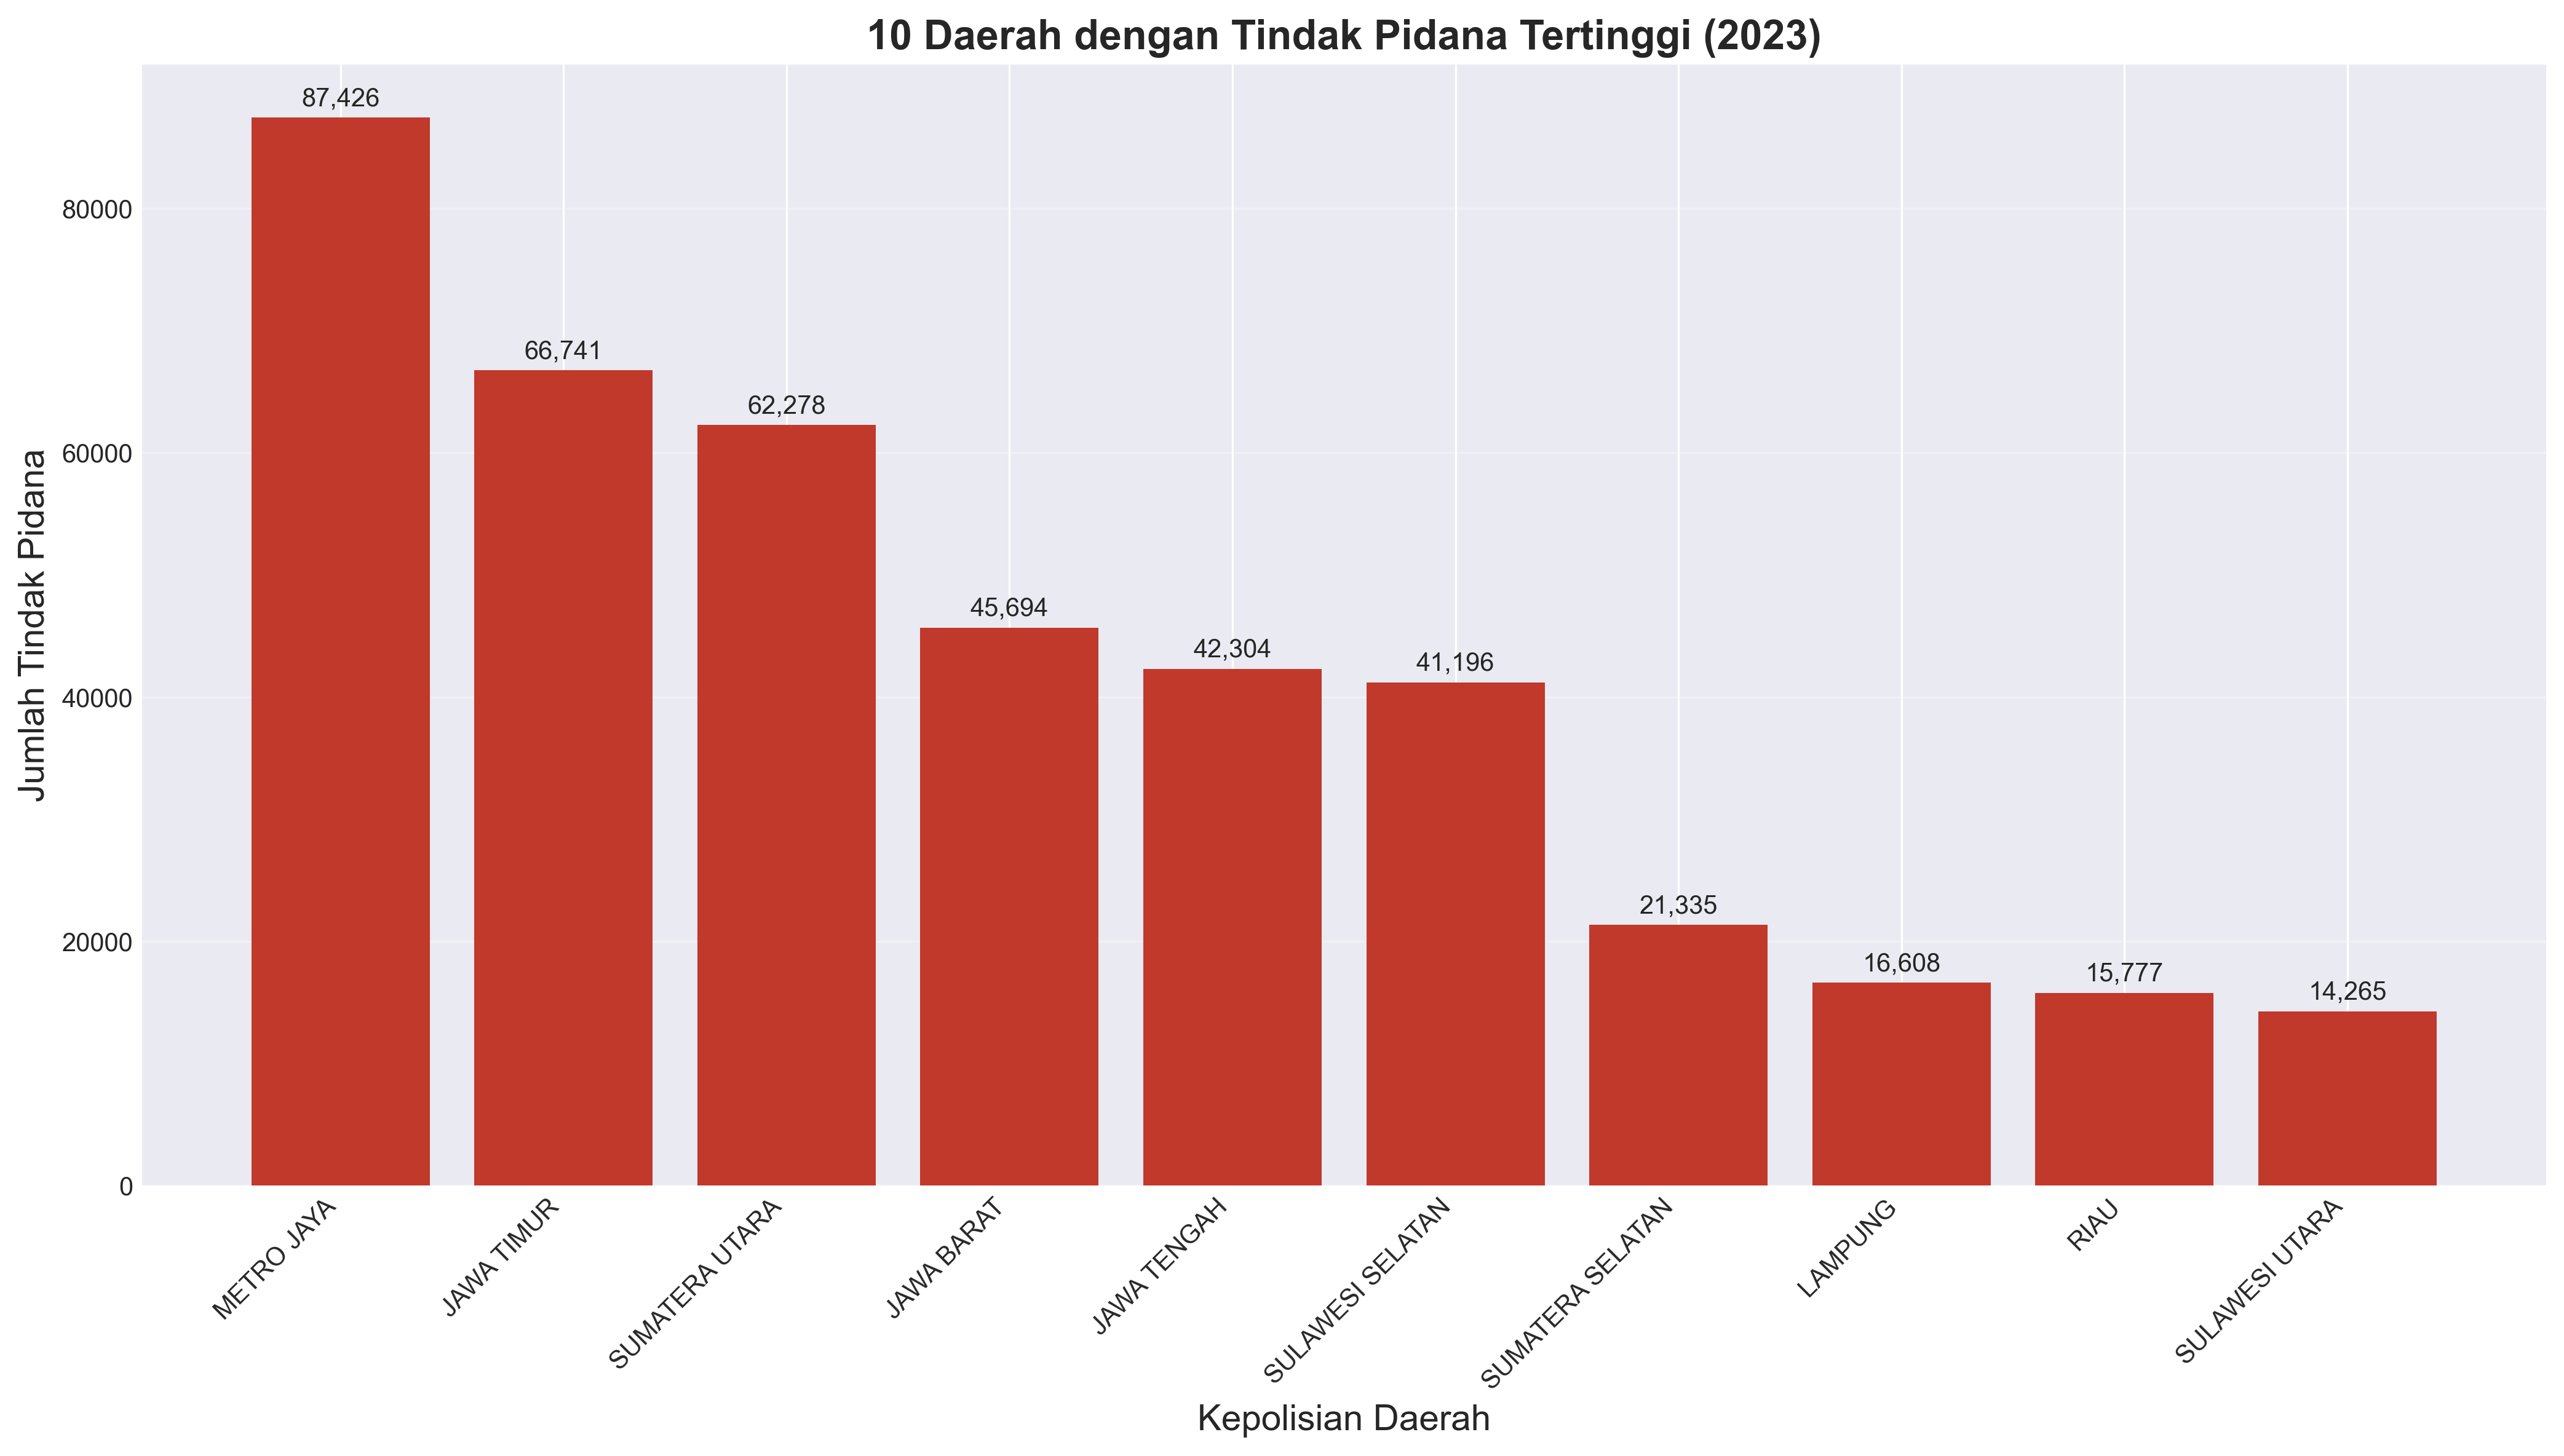 10 Daerah dengan Tindak Pidana Tertinggi (2023)
Jumlah Tindak Pidana
80000
60000
40000
20000
0
87,426
66,741
62,278
45,694
42,304
41,196
21,335
16,608
15,777
14,265
METRO JAYA
JAWA TIMUR
SUMATERA UTARA
JAWA BARAT
JAWA TENGAH
SULAWESI SELATAN
SUMATERA SELATAN
LAMPUNG
RIAU
SULAWESI UTARA
Kepolisian Daerah